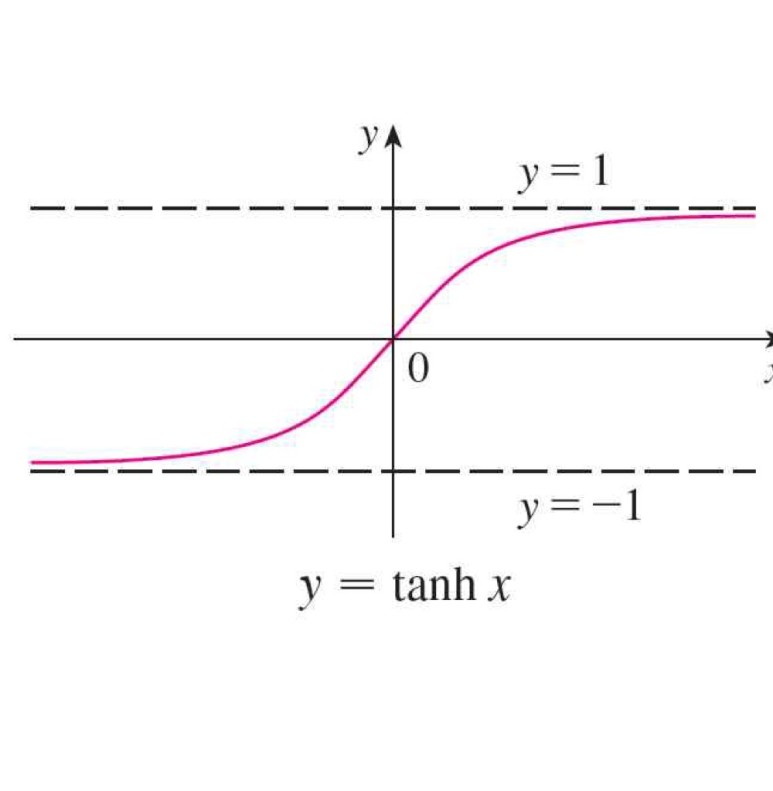 y
y = 1
0
x
y = −1
y = tanh x